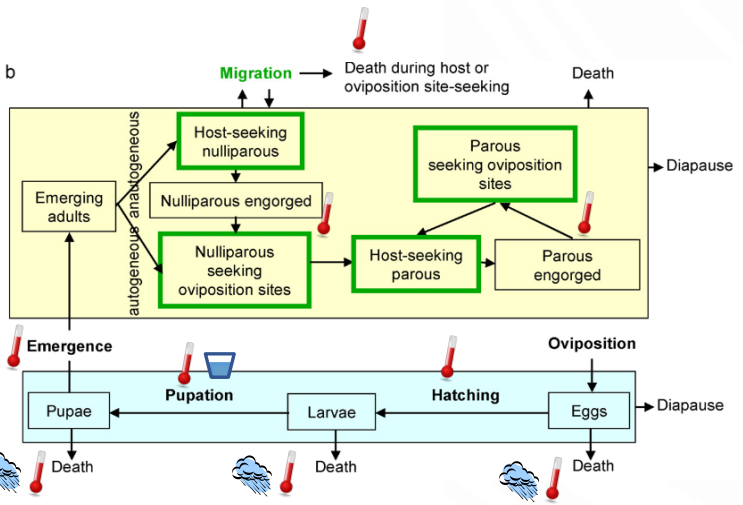 b
Migration
Death during host or
oviposition site-seeking
Death
autogeneous anautogeneous
Host-seeking
nulliparous
Parous
seeking oviposition
sites
Diapause
Emerging
adults
Nulliparous engorged
Nulliparous
seeking
oviposition sites
Host-seeking
parous
Parous
engorged
Emergence
Oviposition
Pupation
Hatching
Pupae
Larvae
Eggs
Diapause
Death
Death
Death